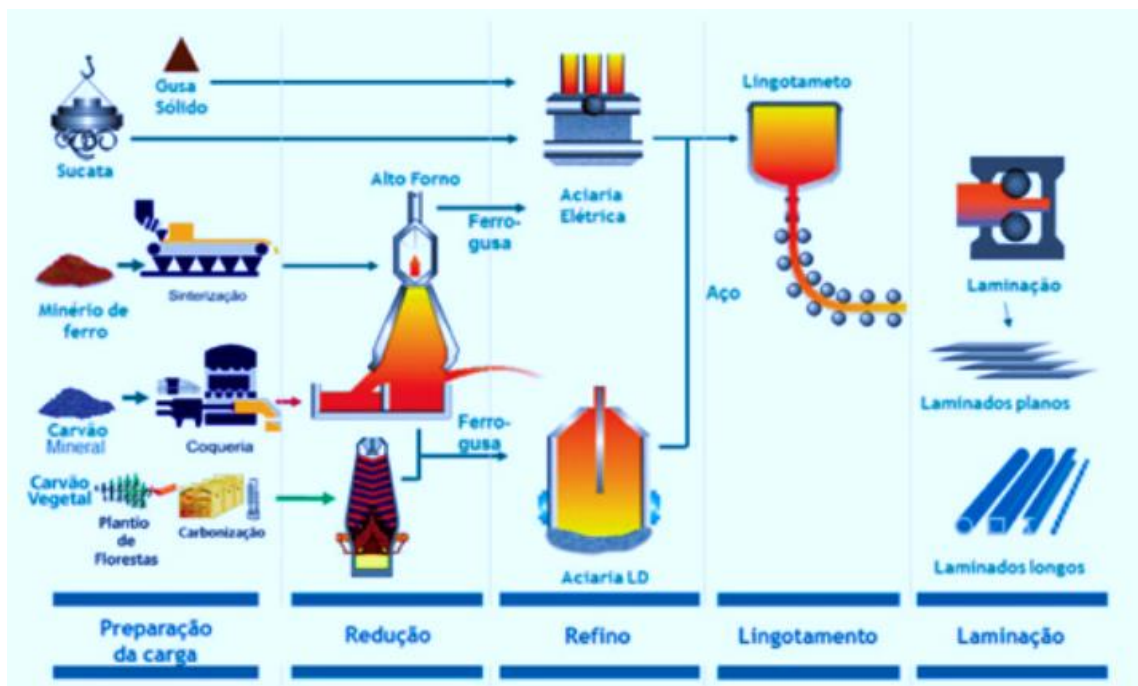 Gusa
Sólido
Sucata
Minério de
ferro
Sinterização
Carvão
Mineral
Coqueria
Carvão
Vegetal
Plantio
de
Florestas
Carbonização
Alto Forno
Ferro-
gusa
Ferro-
gusa
Aciaria
Elétrica
Aciaria LD
Aço
Lingotameto
Laminação
Laminados planos
Laminados longos
Preparação
da carga
Redução
Refino
Lingotamento
Laminação